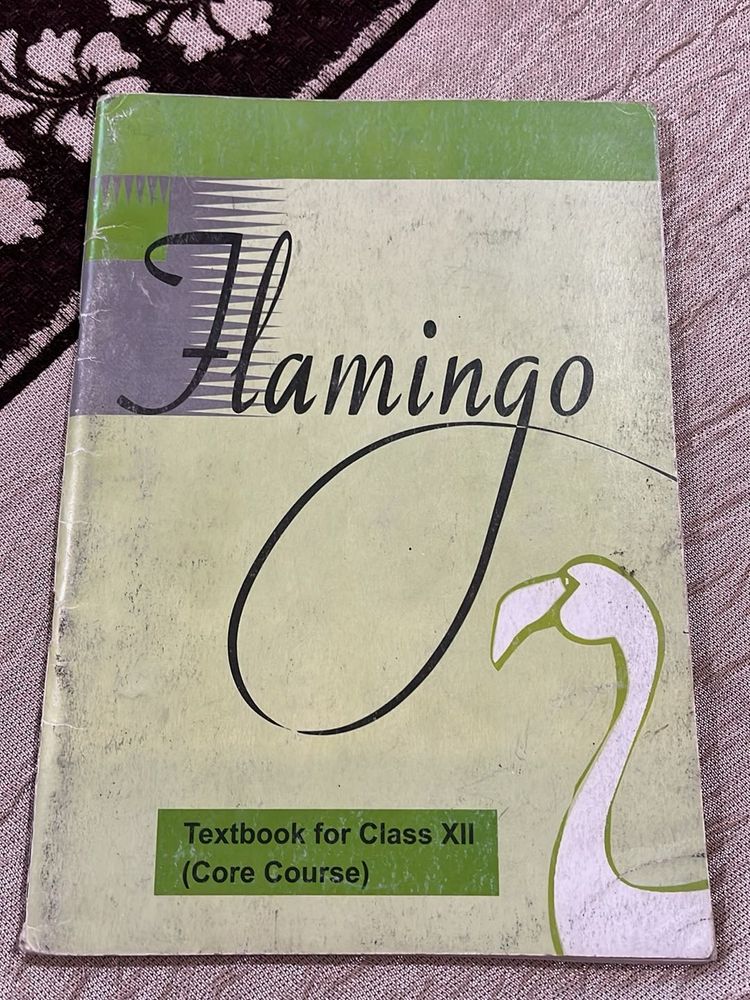 Flamingo
Textbook for Class XII
(Core Course)